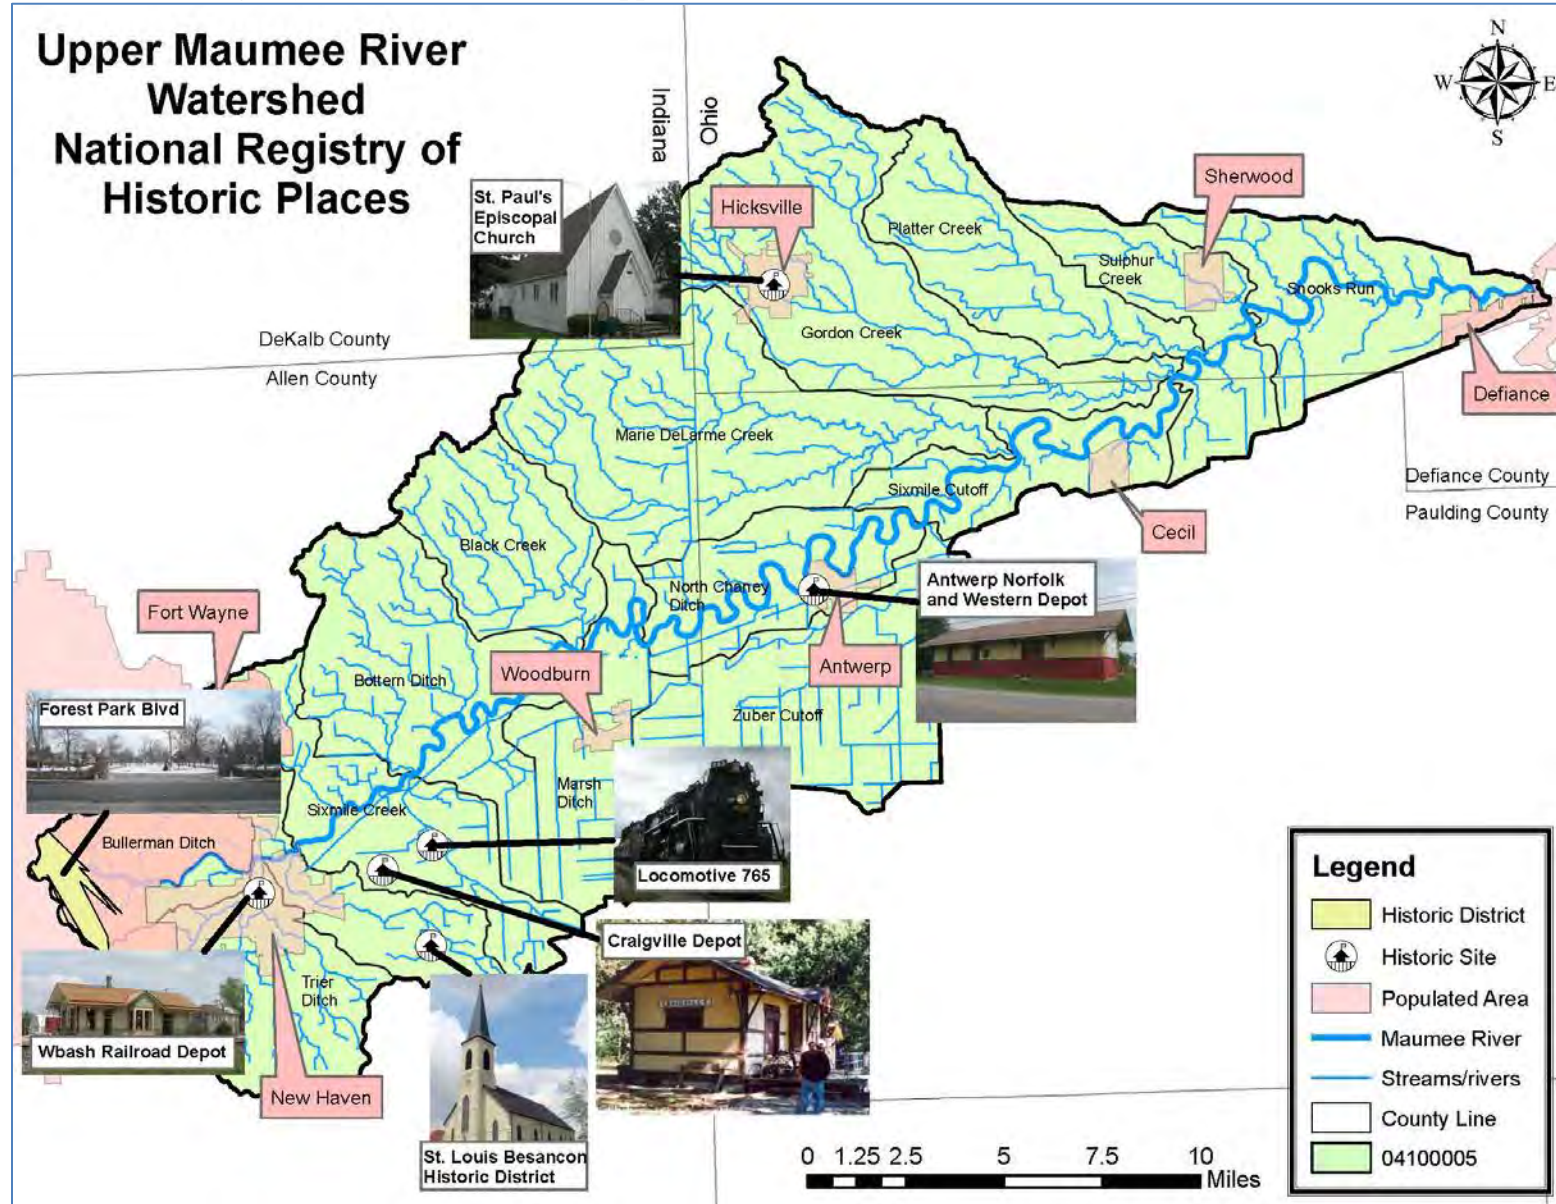 Upper Maumee River
Watershed
National Registry of
Historic Places
N
W
E
S
Indiana
Ohio
St. Paul's
Episcopal
Church
Hicksville
Sherwood
Platter Creek
Sulphur
Creek
Snooks Run
Gordon Creek
Defiance
DeKalb County
Allen County
Marie DeLarme Creek
Sixmile Cutoff
Defiance County
Paulding County
Cecil
Black Creek
North Chaney
Ditch
Antwerp Norfolk
and Western Depot
Fort Wayne
Woodburn
Antwerp
Bottern Ditch
Forest Park Blvd
Zuber Cutoff
Marsh
Ditch
Sixmile Creek
Bullerman Ditch
Locomotive 765
Craigville Depot
Trier
Ditch
Wbash Railroad Depot
New Haven
St. Louis Besancon
Historic District
Legend
Historic District
Historic Site
Populated Area
Maumee River
Streams/rivers
County Line
04100005
0 1.25 2.5 5 7.5 10
Miles